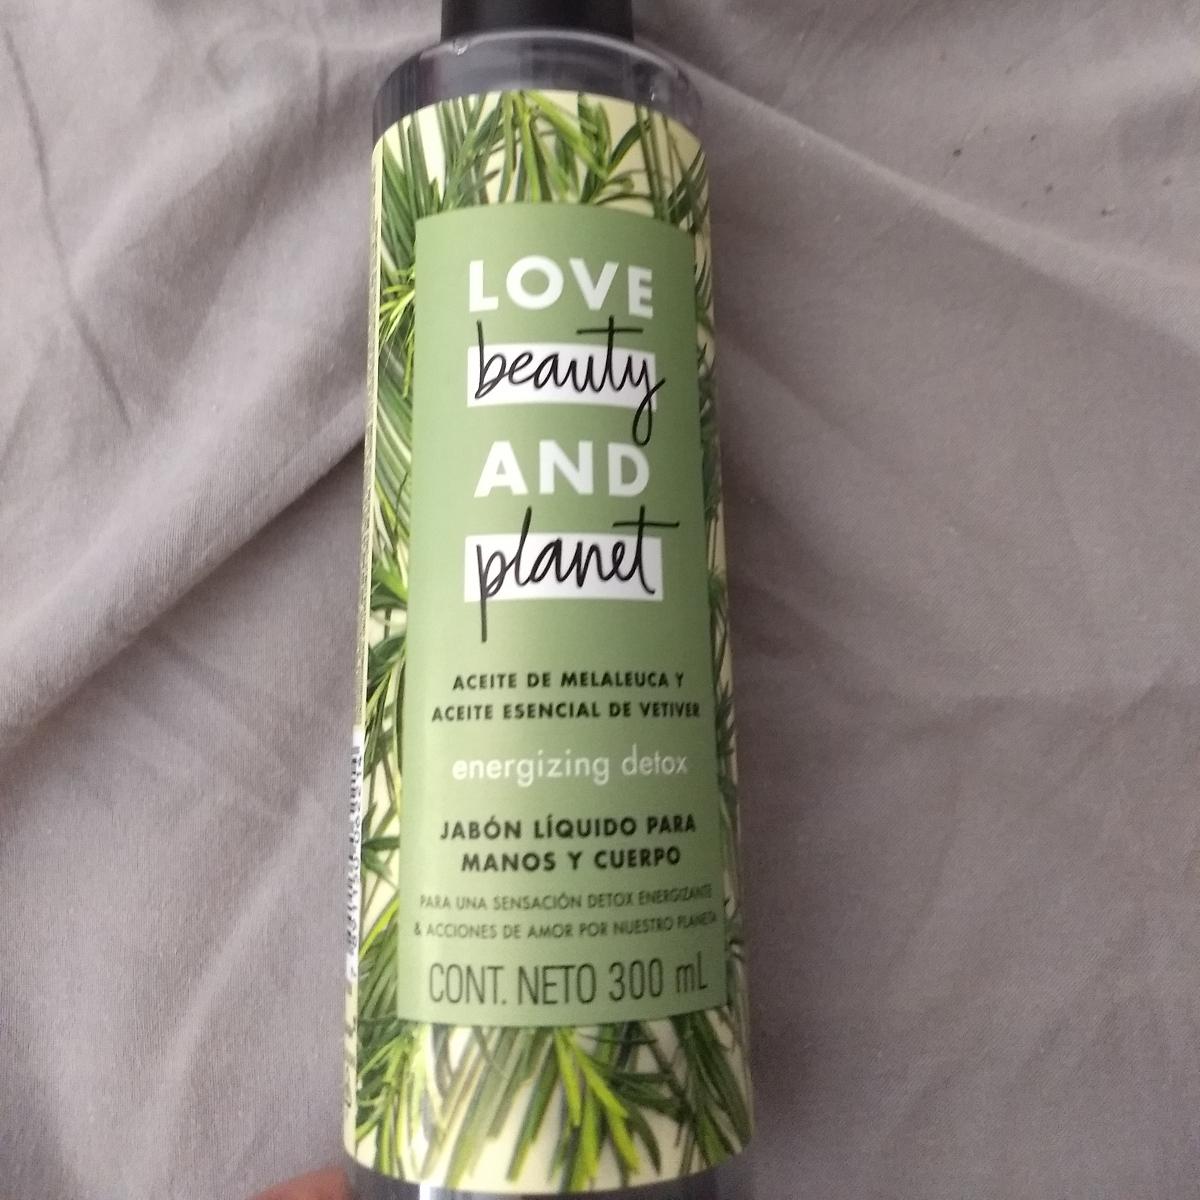 LOVE
beauty
AND
planet
ACEITE DE MELALEUCA Y
ACEITE ESENCIAL DE VETIVER
energizing detox
JABÓN LÍQUIDO PARA
MANOS Y CUERPO
PARA UNA SENSACIÓN DETOX ENERGIZANTE
& ACCIONES DE AMOR POR NUESTRO PLANETA
CONT. NETO 300 mL